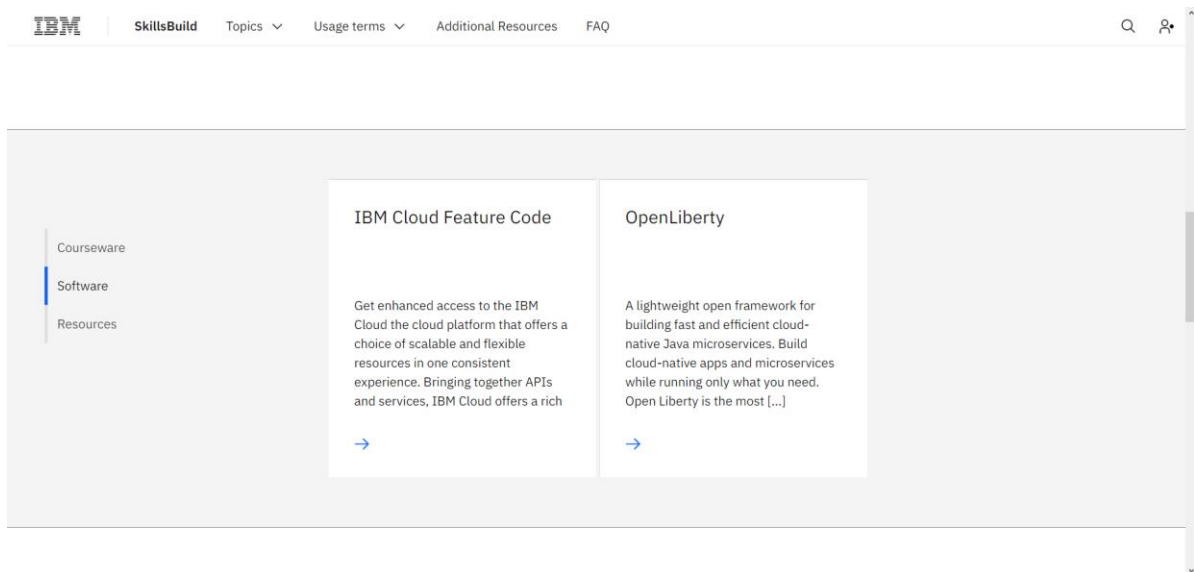 IBM SkillsBuild Topics Usage terms Additional Resources FAQ
Courseware
Software
Resources
IBM Cloud Feature Code
Get enhanced access to the IBM
Cloud the cloud platform that offers a
choice of scalable and flexible
resources in one consistent
experience. Bringing together APIs
and services, IBM Cloud offers a rich
OpenLiberty
A lightweight open framework for
building fast and efficient cloud-
native Java microservices. Build
cloud-native apps and microservices
while running only what you need.
Open Liberty is the most [...]